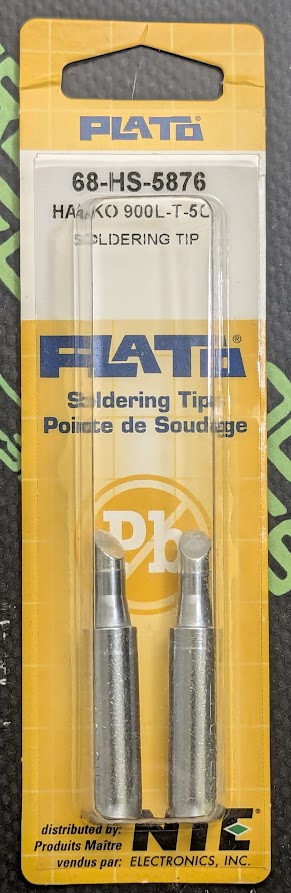 PLATO
68-HS-5876
HAKKO 900L-T-5C
SOLDERING TIP
PLATO®
Soldering Tips
Pointe de Soudage
Pb
distributed by:
Produits Maître
vendus par:
NTE®
ELECTRONICS, INC.